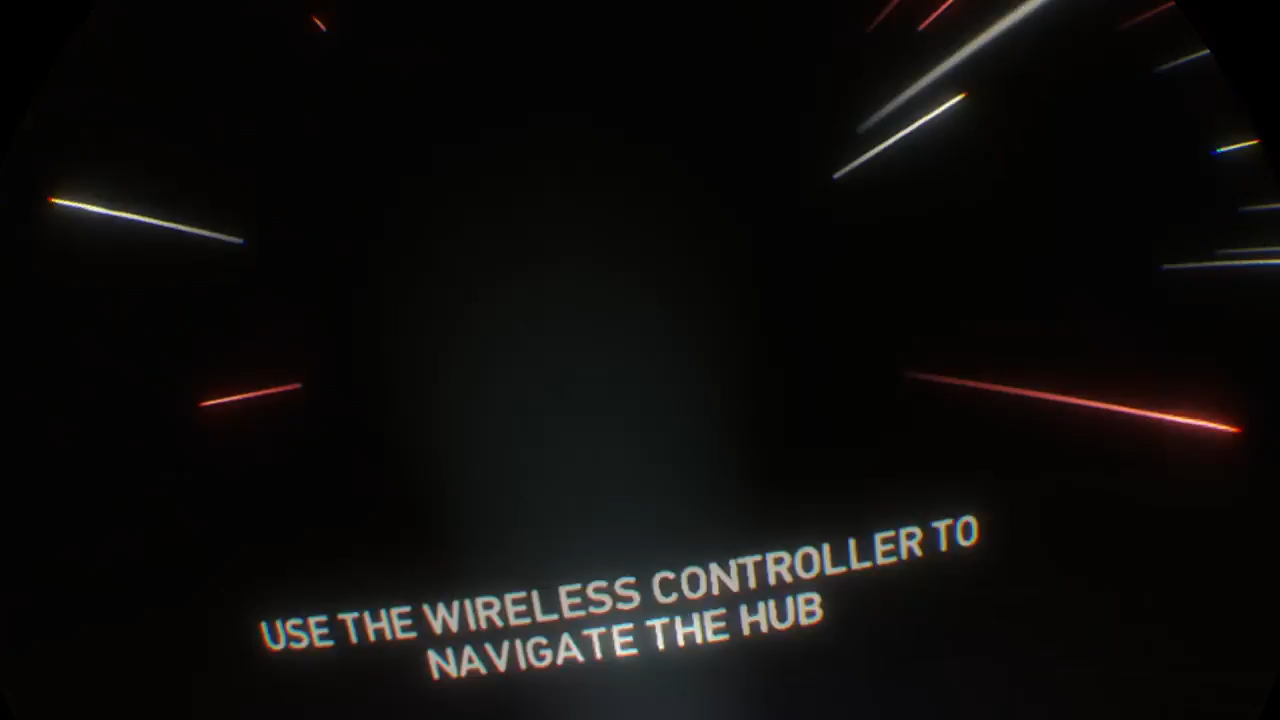 USE THE WIRELESS CONTROLLER TO
NAVIGATE THE HUB